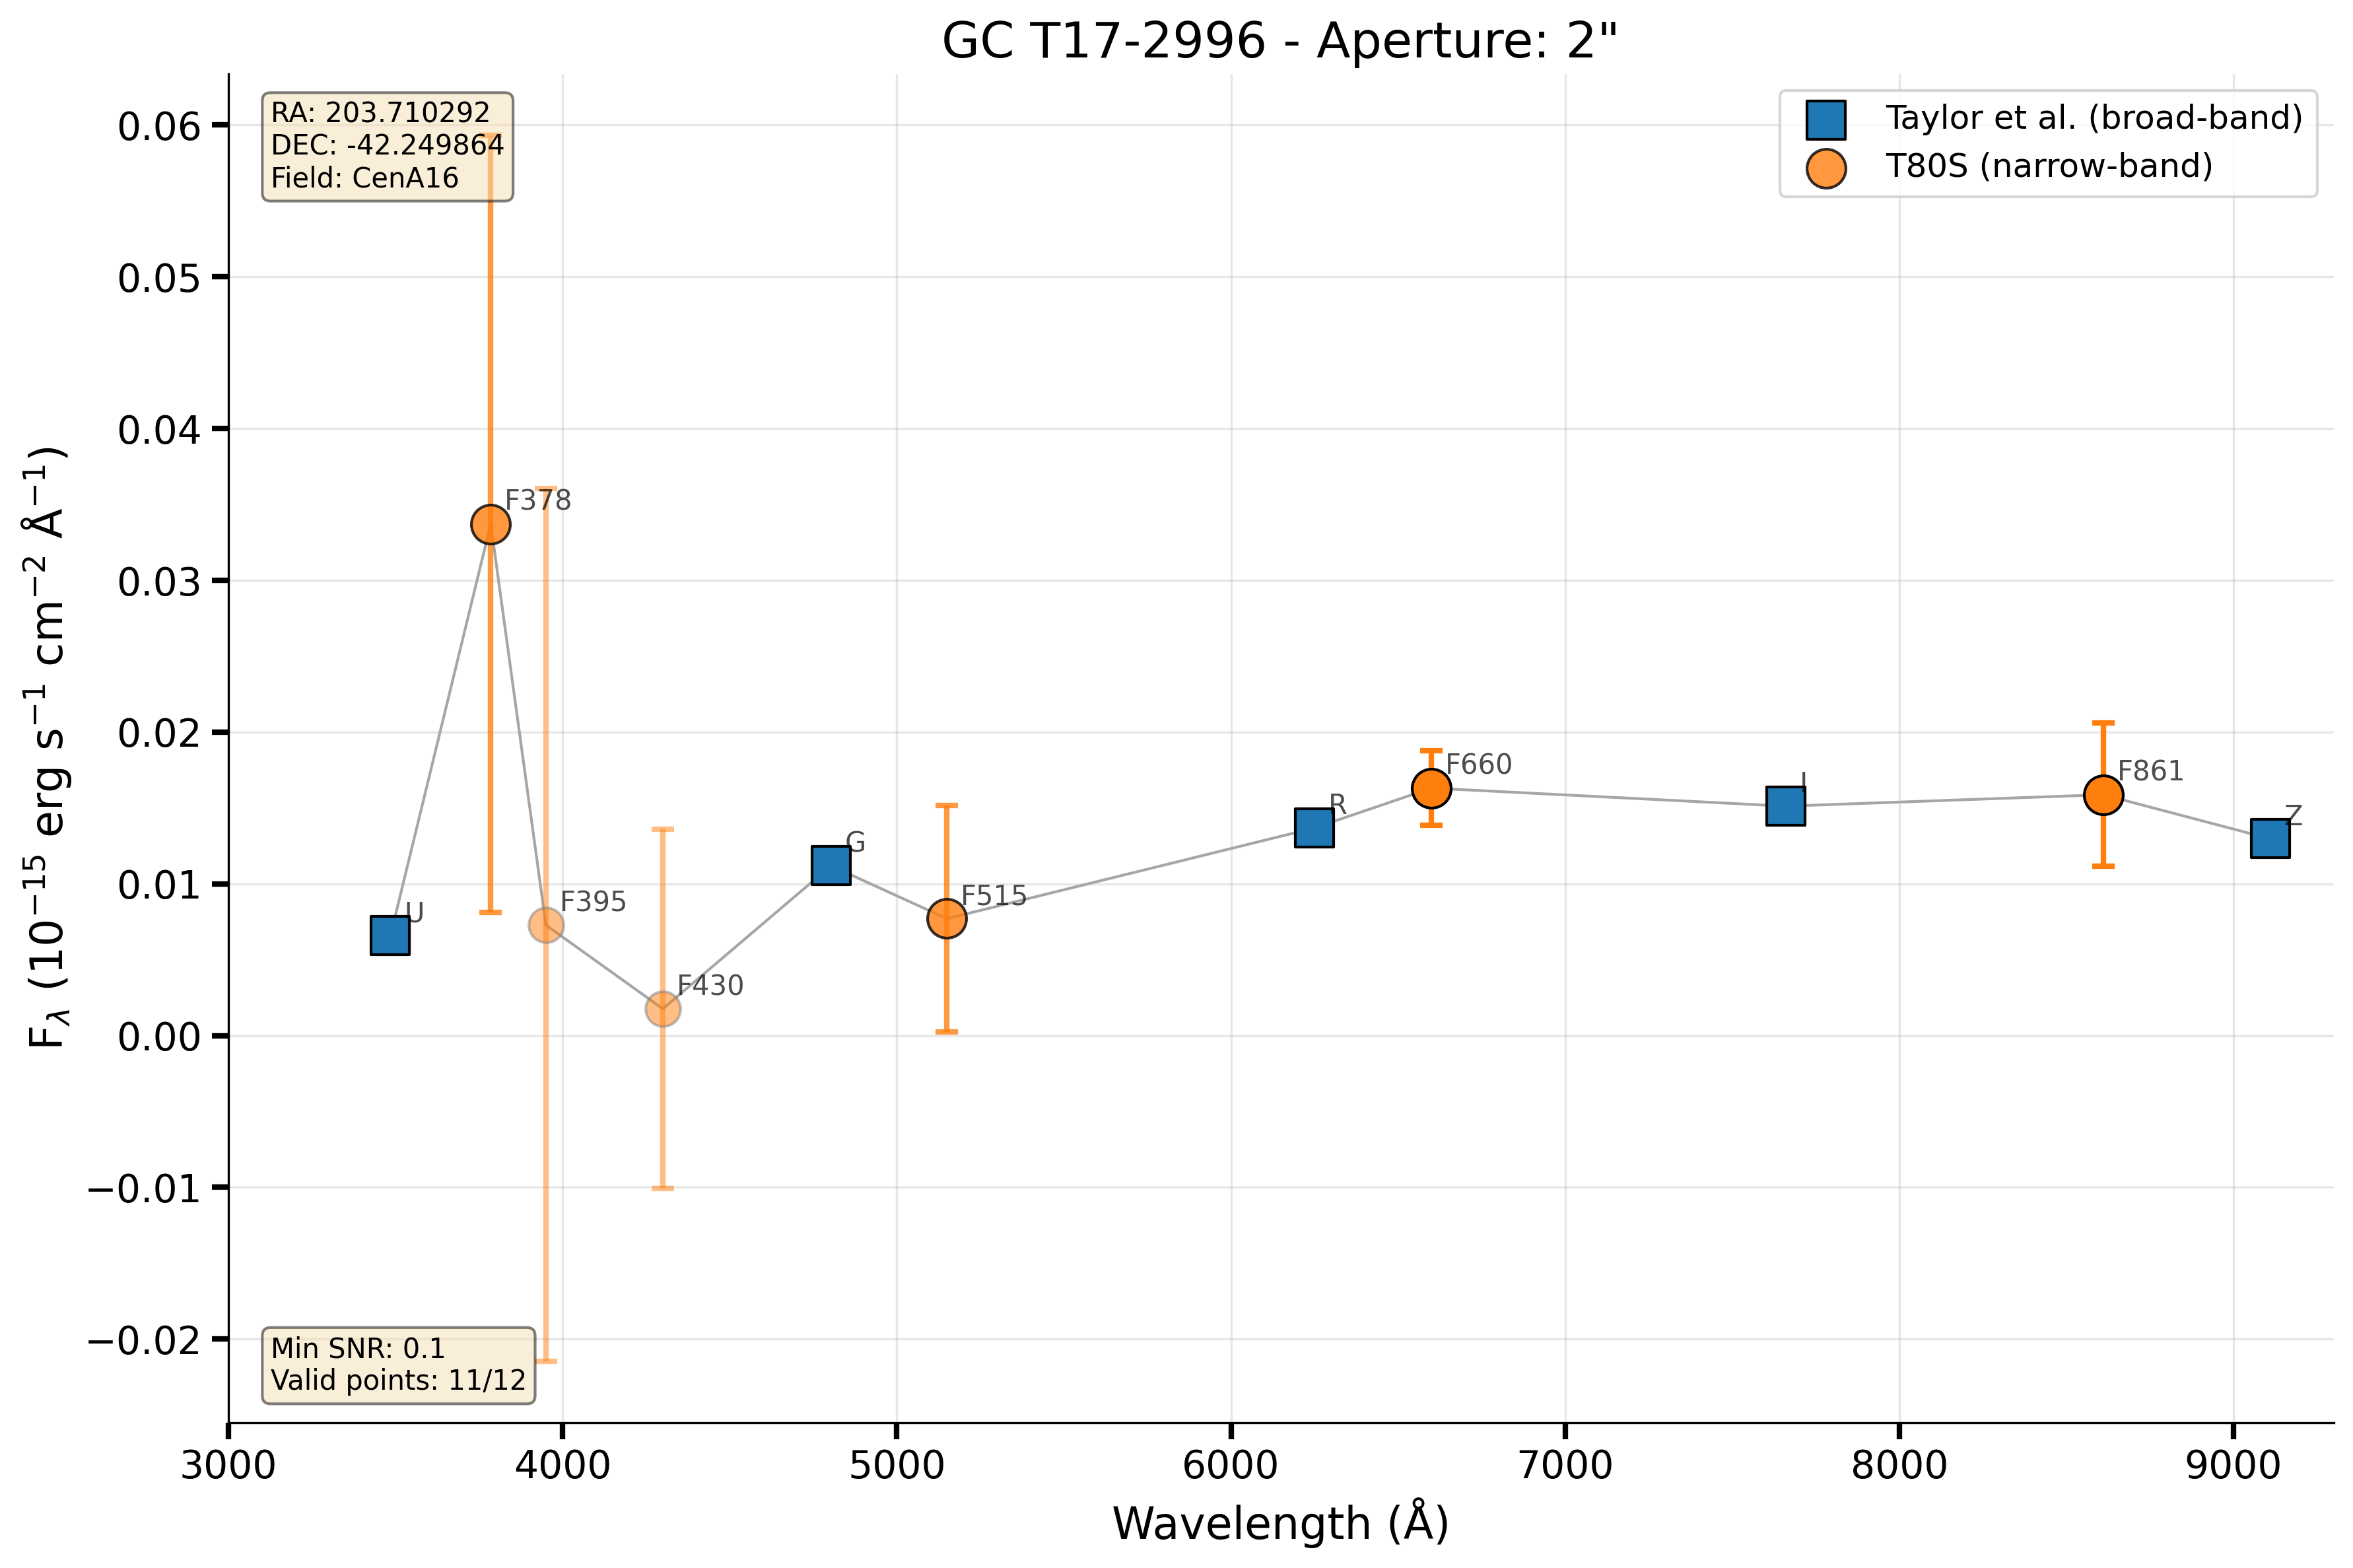 GC T17-2996 - Aperture: 2"
RA: 203.710292
DEC: -42.249864
Field: CenA16
Taylor et al. (broad-band)
T80S (narrow-band)
0.06
0.05
0.04
0.03
0.02
0.01
0.00
−0.01
−0.02
F_λ (10⁻¹⁵ erg s⁻¹ cm⁻² Å⁻¹)
U
F378
F395
F430
G
F515
R
F660
I
F861
Z
Min SNR: 0.1
Valid points: 11/12
3000 4000 5000 6000 7000 8000 9000
Wavelength (Å)